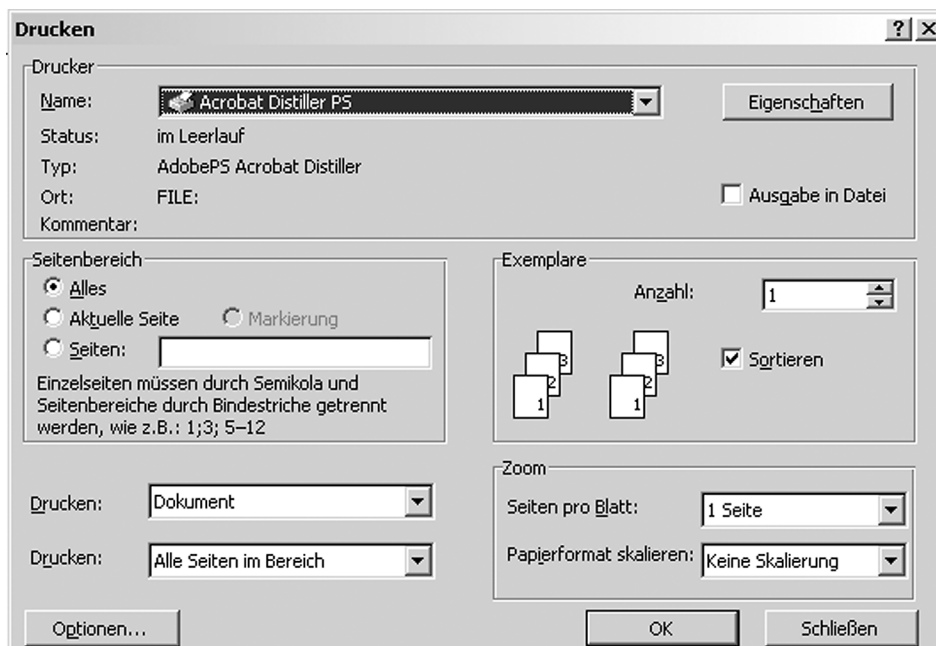 Drucken
Drucker
Name: Acrobat Distiller PS Eigenschaften
Status: im Leerlauf
Typ: AdobePS Acrobat Distiller
Ort: FILE: Ausgabe in Datei
Kommentar:
Seitenbereich
Alles
Aktuelle Seite Markierung
Seiten:
Einzelseiten müssen durch Semikola und
Seitenbereiche durch Bindestriche getrennt
werden, wie z.B.: 1;3; 5–12
Exemplare
Anzahl: 1
3 3
2 2
1 1
Sortieren
Drucken: Dokument
Drucken: Alle Seiten im Bereich
Zoom
Seiten pro Blatt: 1 Seite
Papierformat skalieren: Keine Skalierung
Optionen... OK Schließen